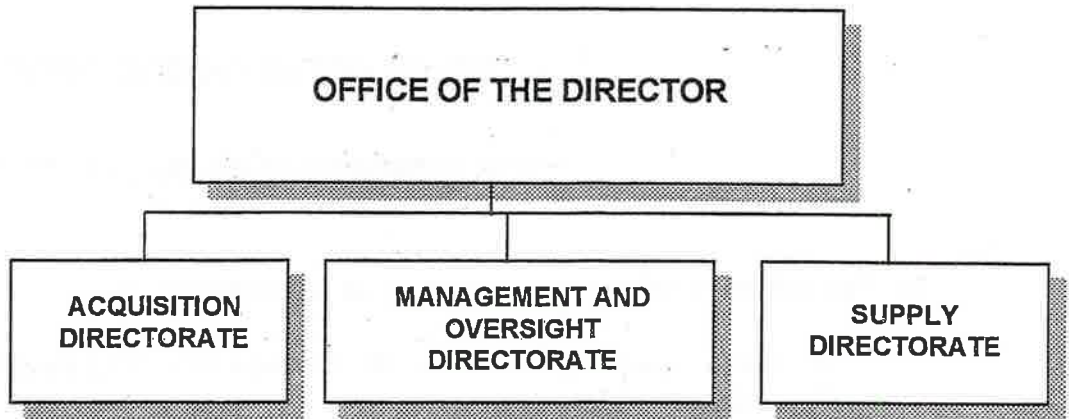 OFFICE OF THE DIRECTOR
ACQUISITION
DIRECTORATE
MANAGEMENT AND
OVERSIGHT
DIRECTORATE
SUPPLY
DIRECTORATE